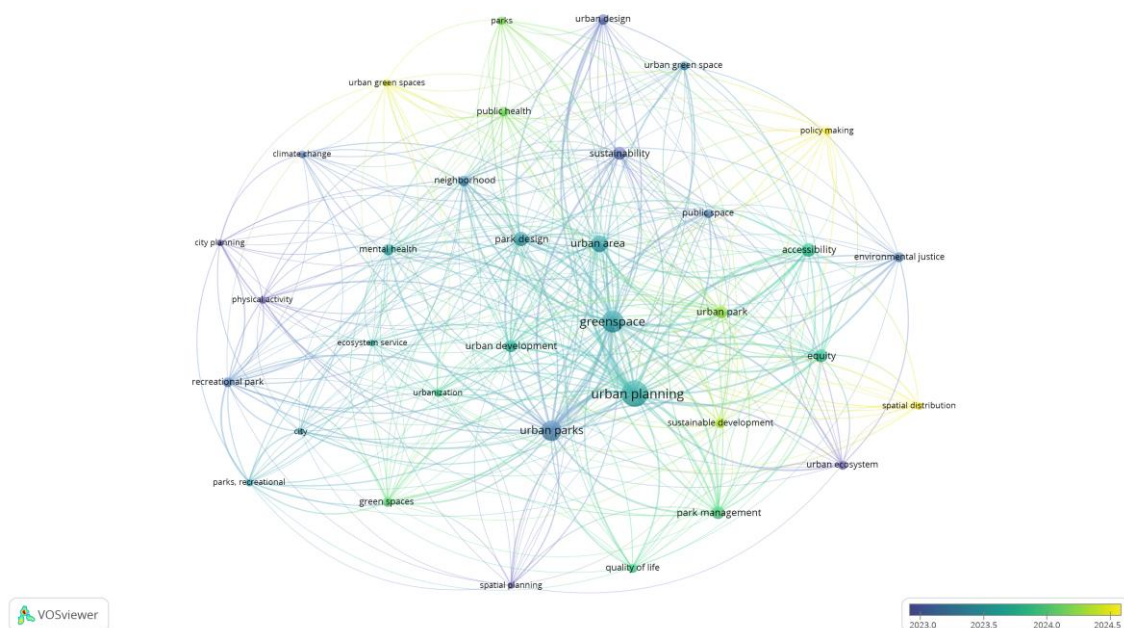 parks
urban design
urban green space
urban green spaces
public health
policy making
climate change
sustainability
neighborhood
public space
city planning
mental health
park design
urban area
accessibility
environmental justice
physical activity
urban park
greenspace
ecosystem service
urban development
equity
recreational park
urbanization
urban planning
spatial distribution
sustainable development
city
urban parks
urban ecosystem
parks, recreational
green spaces
park management
quality of life
spatial planning
VOSviewer
2023.0 2023.5 2024.0 2024.5